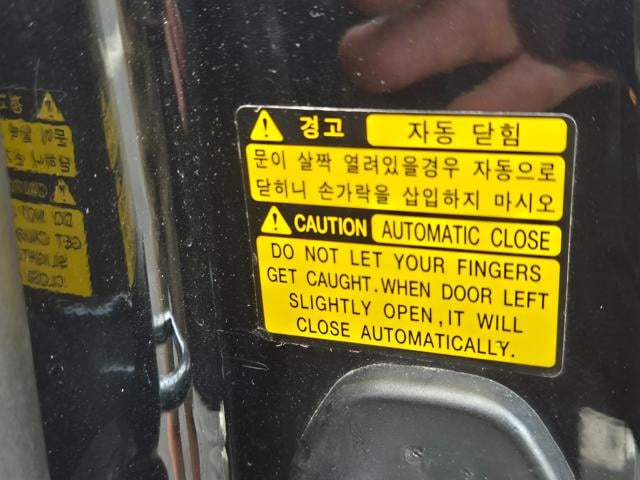 경고 자동 닫힘
문이 살짝 열려있을경우 자동으로
닫히니 손가락을 삽입하지 마시오
CAUTION AUTOMATIC CLOSE
DO NOT LET YOUR FINGERS
GET CAUGHT.WHEN DOOR LEFT
SLIGHTLY OPEN,IT WILL
CLOSE AUTOMATICALLY.